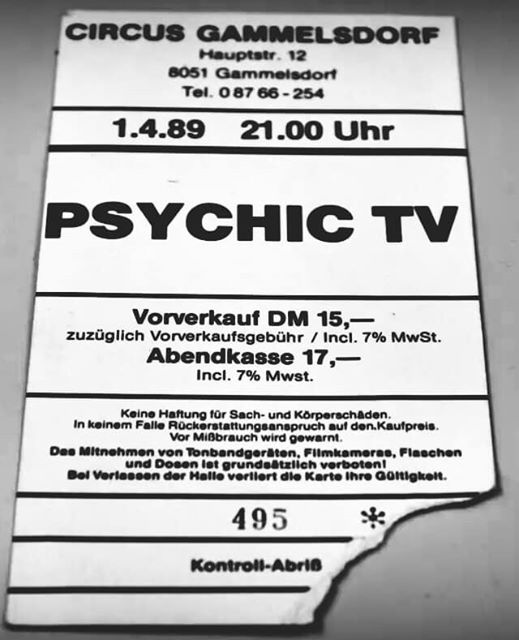 CIRCUS GAMMELSDORF
Hauptstr. 12
8051 Gammelsdorf
Tel. 0 87 66 - 254
1.4.89 21.00 Uhr
PSYCHIC TV
Vorverkauf DM 15,—
zuzüglich Vorverkaufsgebühr / Incl. 7% MwSt.
Abendkasse 17,—
Incl. 7% Mwst.
Keine Haftung für Sach- und Körperschäden.
In keinem Falle Rückerstattungsanspruch auf den.Kaufpreis.
Vor Mißbrauch wird gewarnt.
Das Mitnehmen von Tonbandgeräten, Filmkameras, Flaschen
und Dosen ist grundsätzlich verboten!
Bei Verlassen der Halle verliert die Karte ihre Gültigkeit.
495 *
Kontroll-Abriß